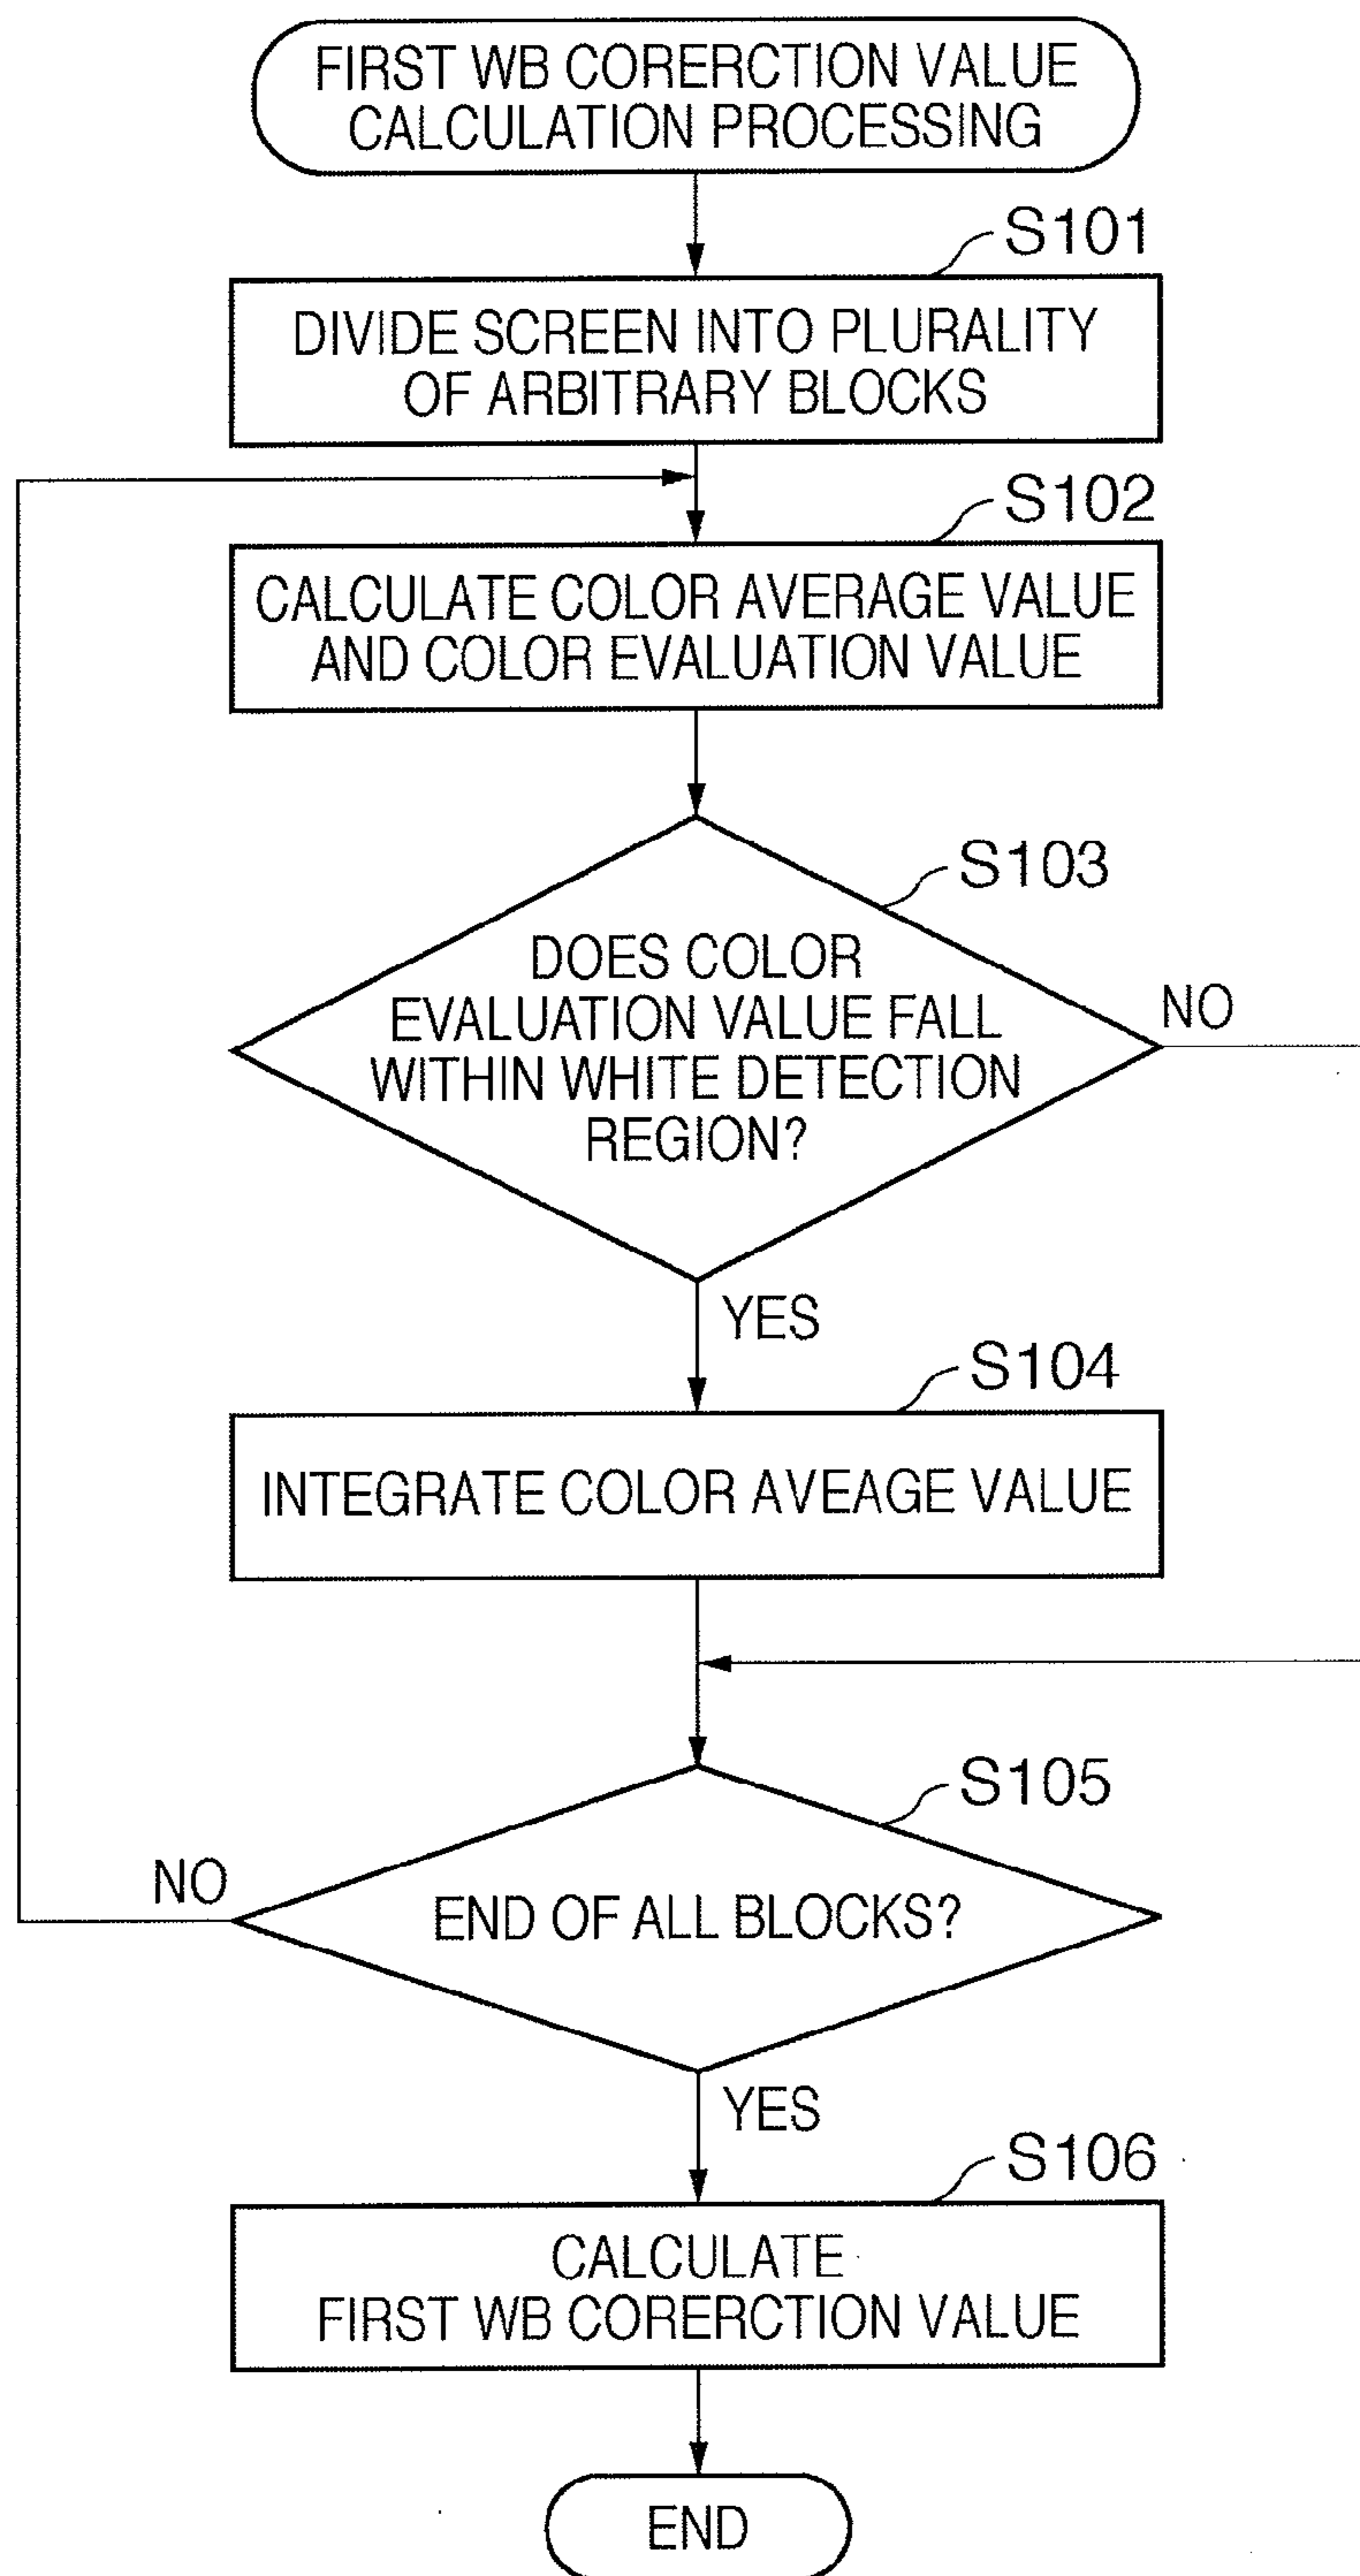 FIRST WB CORERCTION VALUE
CALCULATION PROCESSING
S101
DIVIDE SCREEN INTO PLURALITY
OF ARBITRARY BLOCKS
S102
CALCULATE COLOR AVERAGE VALUE
AND COLOR EVALUATION VALUE
S103
DOES COLOR
EVALUATION VALUE FALL
WITHIN WHITE DETECTION
REGION?
NO
YES
S104
INTEGRATE COLOR AVEAGE VALUE
S105
NO
END OF ALL BLOCKS?
YES
S106
CALCULATE
FIRST WB CORERCTION VALUE
END